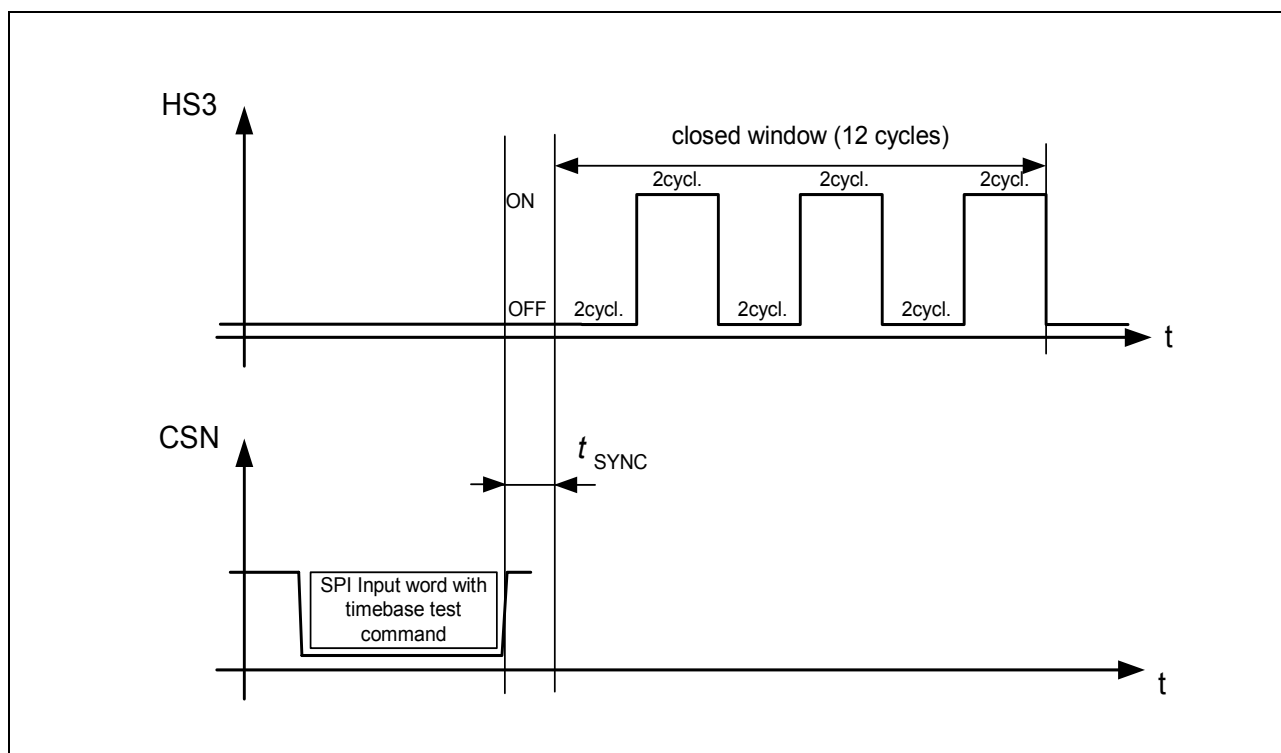 HS3
closed window (12 cycles)
2cycl. 2cycl. 2cycl.
ON
OFF 2cycl. 2cycl. 2cycl.
t
CSN
t SYNC
SPI Input word with
timebase test
command
t